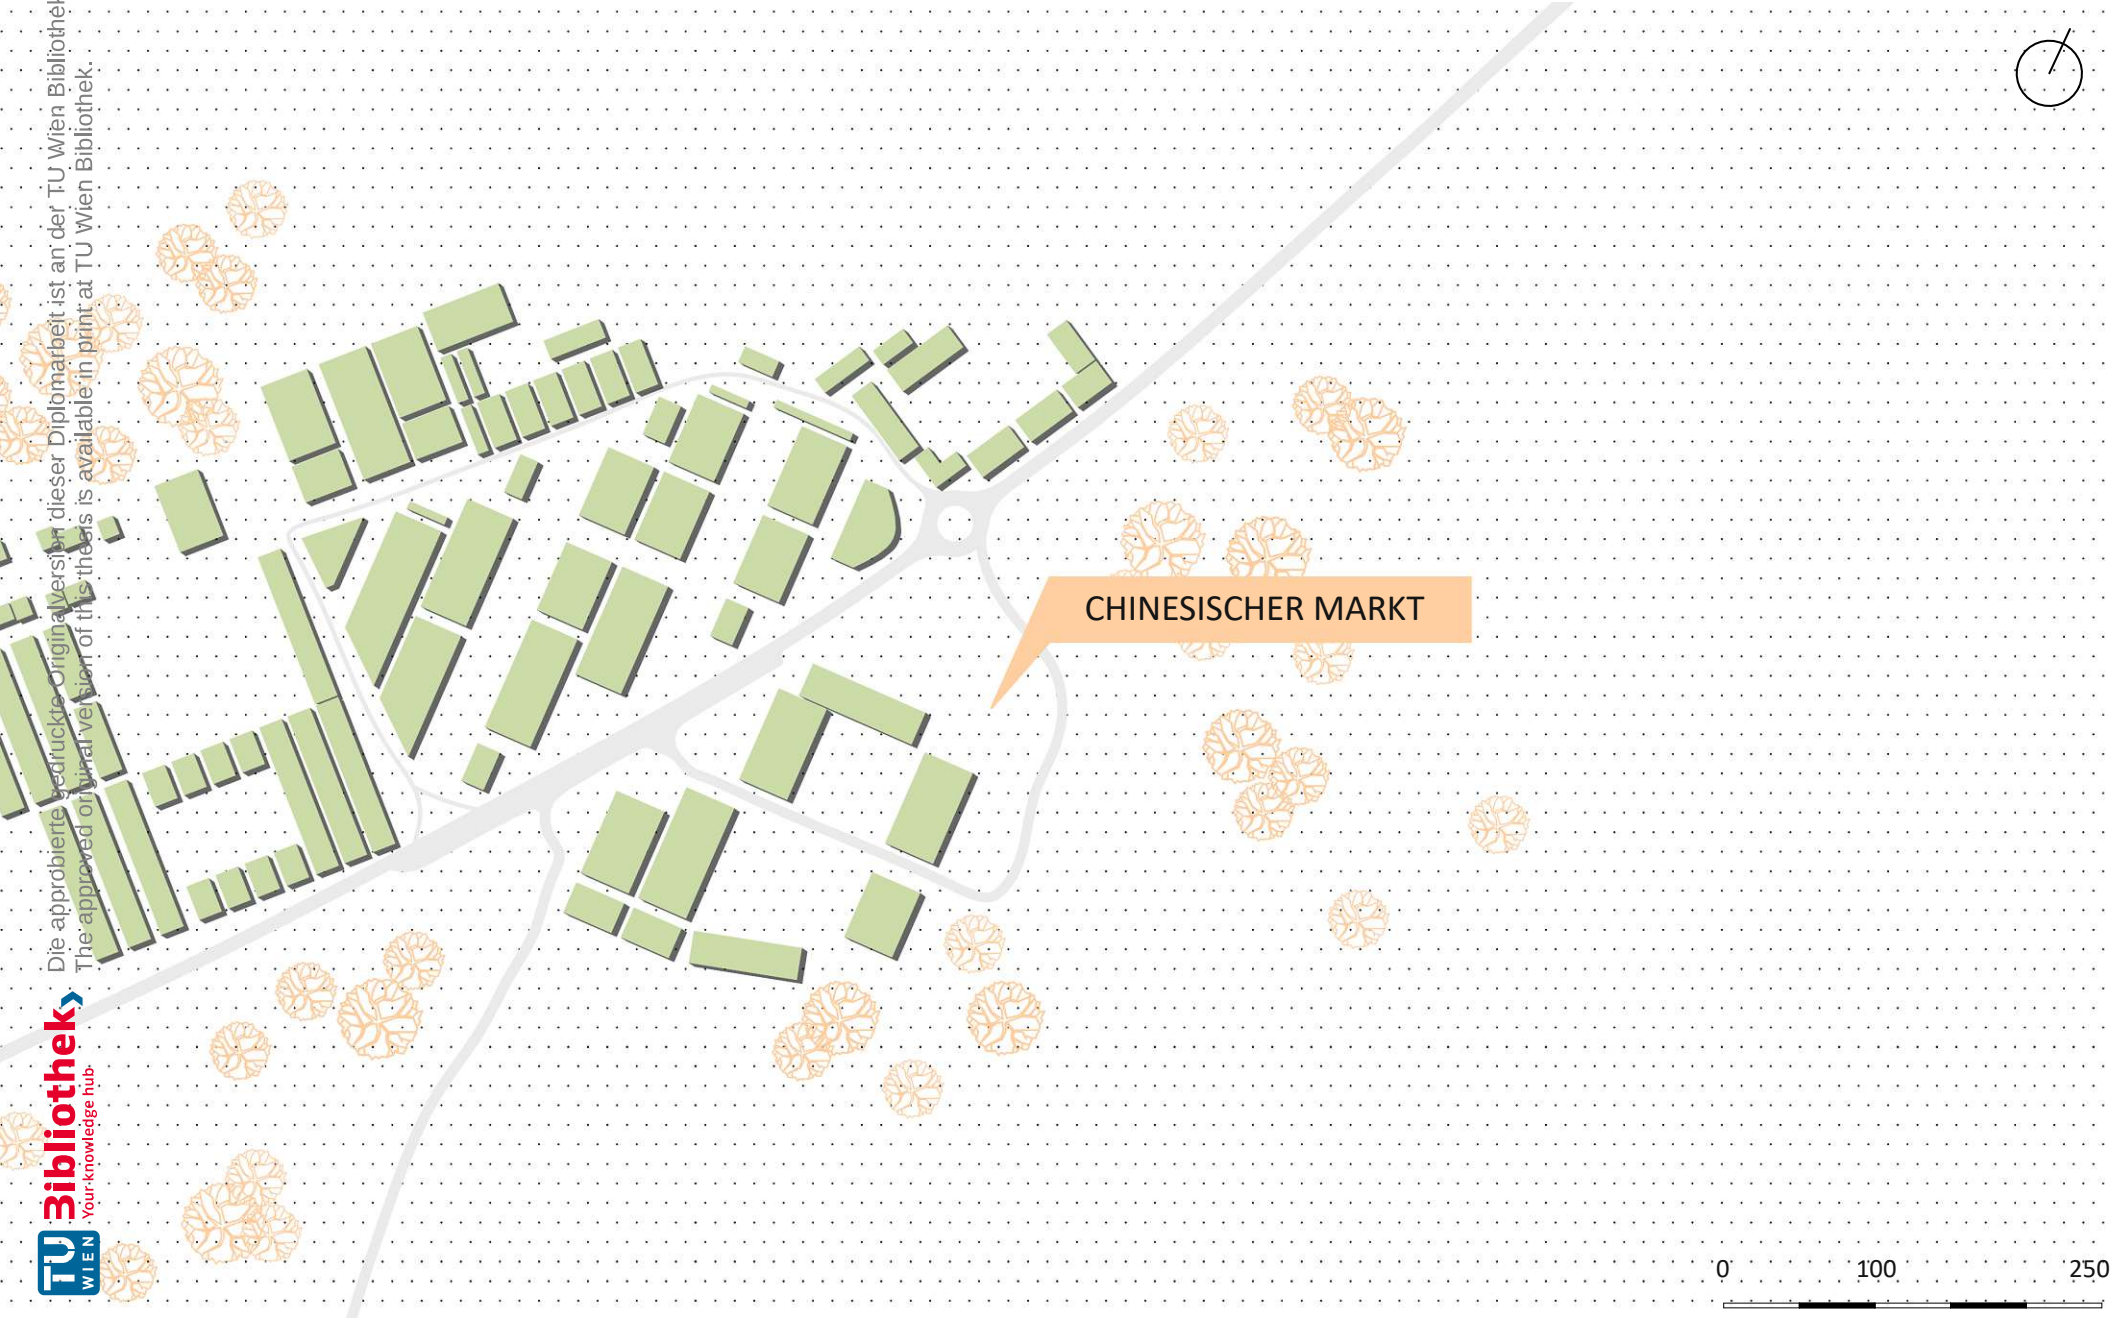 Die approbierte gedruckte Originalversion dieser Diplomarbeit ist an der TU Wien Bibliothek
The approved original version of this thesis is available in print at TU Wien Bibliothek.
CHINESISCHER MARKT
Bibliothek
Your knowledge hub
TU
WIEN
0 100 250